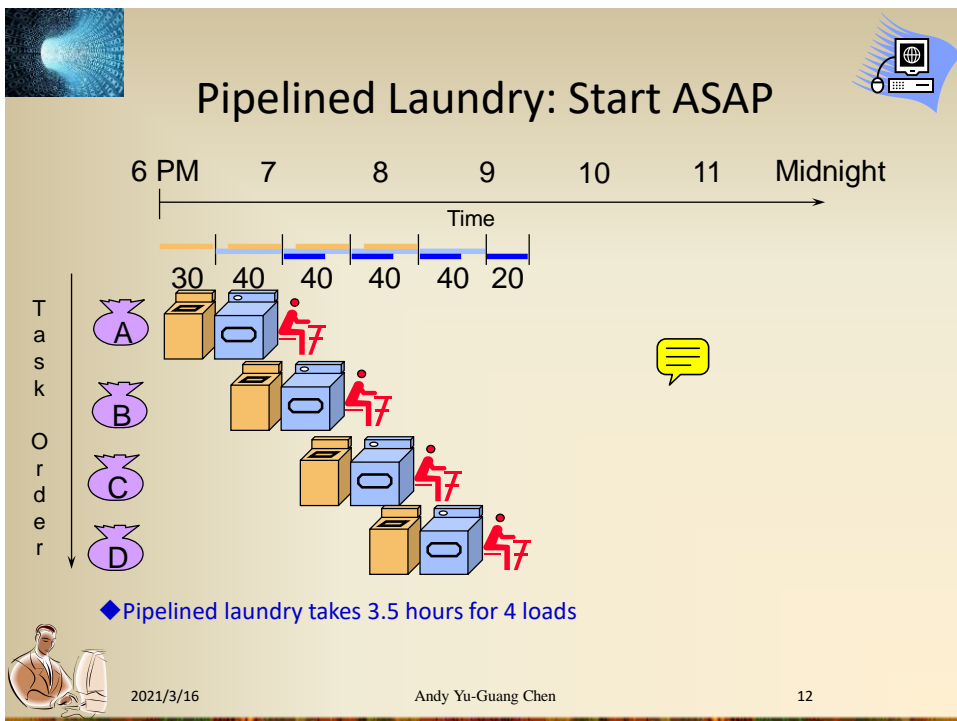 Pipelined Laundry: Start ASAP
6 PM 7 8 9 10 11 Midnight
Time
30 40 40 40 40 20
Task Order
A
B
C
D
◆Pipelined laundry takes 3.5 hours for 4 loads
2021/3/16 Andy Yu-Guang Chen 12